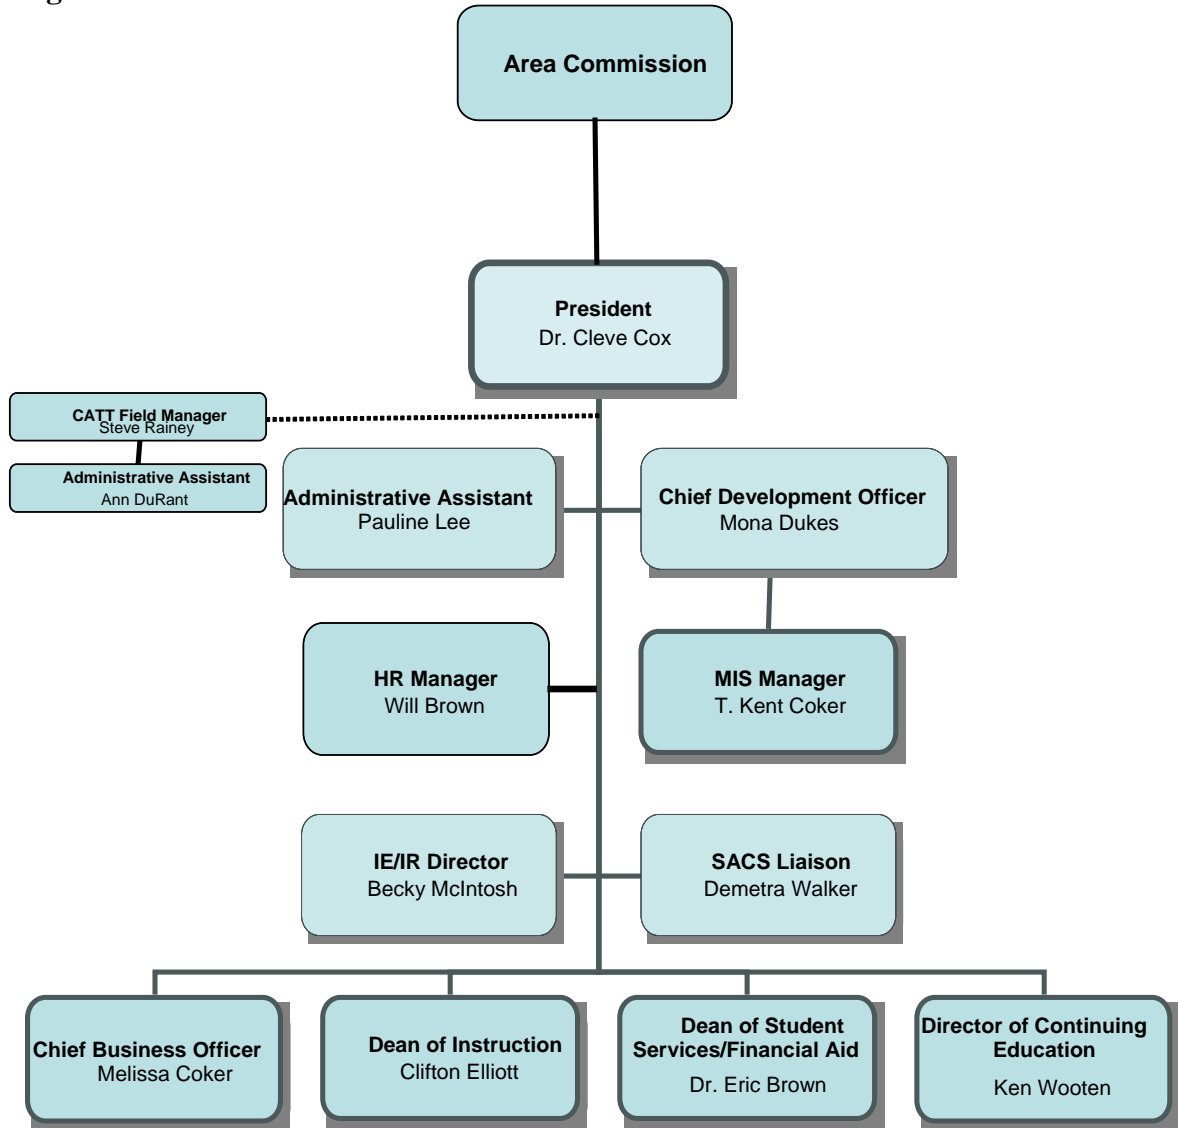 Area Commission
President
Dr. Cleve Cox
CATT Field Manager
Steve Rainey
Administrative Assistant
Ann DuRant
Administrative Assistant
Pauline Lee
Chief Development Officer
Mona Dukes
HR Manager
Will Brown
MIS Manager
T. Kent Coker
IE/IR Director
Becky McIntosh
SACS Liaison
Demetra Walker
Chief Business Officer
Melissa Coker
Dean of Instruction
Clifton Elliott
Dean of Student
Services/Financial Aid
Dr. Eric Brown
Director of Continuing
Education
Ken Wooten